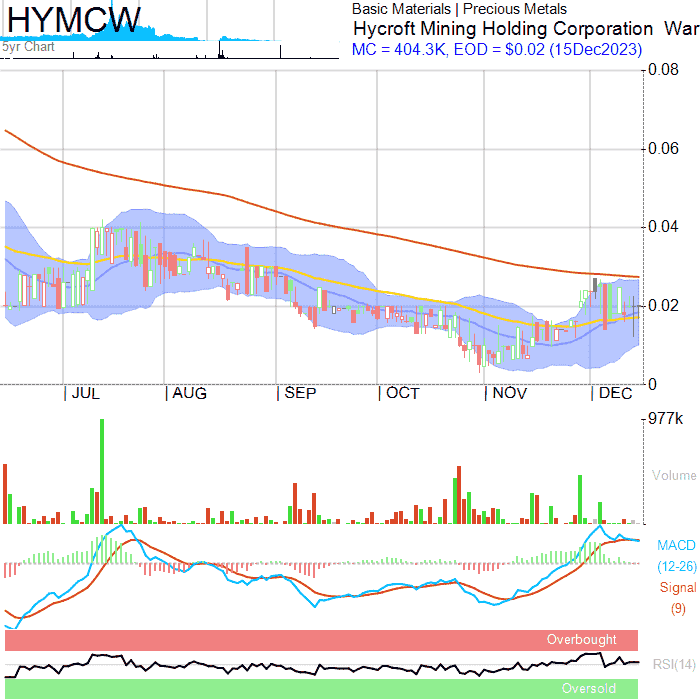 HYMCW
5yr Chart
Basic Materials | Precious Metals
Hycroft Mining Holding Corporation War
MC = 404.3K, EOD = $0.02 (15Dec2023)
0.08
0.06
0.04
0.02
0
JUL AUG SEP OCT NOV DEC
977k
Volume
MACD
(12-26)
Signal
(9)
Overbought
RSI(14)
Oversold